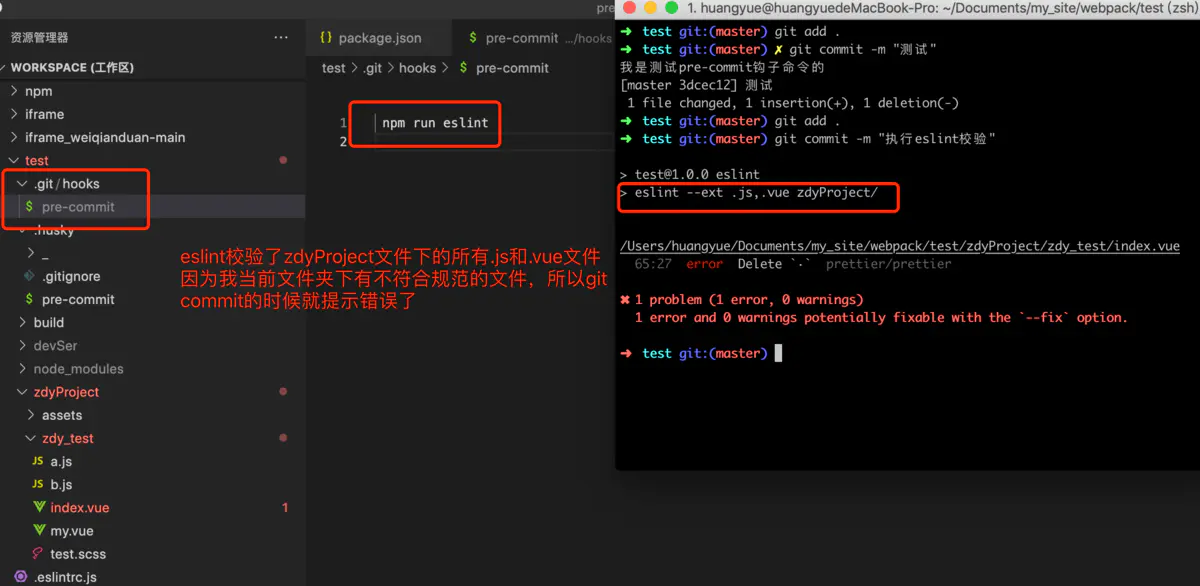 资源管理器
···
WORKSPACE (工作区)
npm
iframe
iframe_weiqianduan-main
test
.git/hooks
$ pre-commit
.husky
_
.gitignore
$ pre-commit
build
devSer
node_modules
zdyProject
assets
zdy_test
JS a.js
JS b.js
index.vue 1
my.vue
test.scss
.eslintrc.js
pre
{} package.json
$ pre-commit .../hooks
test > .git > hooks > $ pre-commit
1 npm run eslint
2
eslint校验了zdyProject文件下的所有.js和.vue文件
因为我当前文件夹下有不符合规范的文件，所以git
commit的时候就提示错误了
1. huangyue@huangyuedeMacBook-Pro: ~/Documents/my_site/webpack/test (zsh)
➜ test git:(master) git add .
➜ test git:(master) ✗ git commit -m "测试"
我是测试pre-commit钩子命令的
[master 3dcec12] 测试
1 file changed, 1 insertion(+), 1 deletion(-)
➜ test git:(master) git add .
➜ test git:(master) git commit -m "执行eslint校验"
> test@1.0.0 eslint
> eslint --ext .js,.vue zdyProject/
/Users/huangyue/Documents/my_site/webpack/test/zdyProject/zdy_test/index.vue
65:27 error Delete `·` prettier/prettier
✖ 1 problem (1 error, 0 warnings)
1 error and 0 warnings potentially fixable with the `--fix` option.
➜ test git:(master)